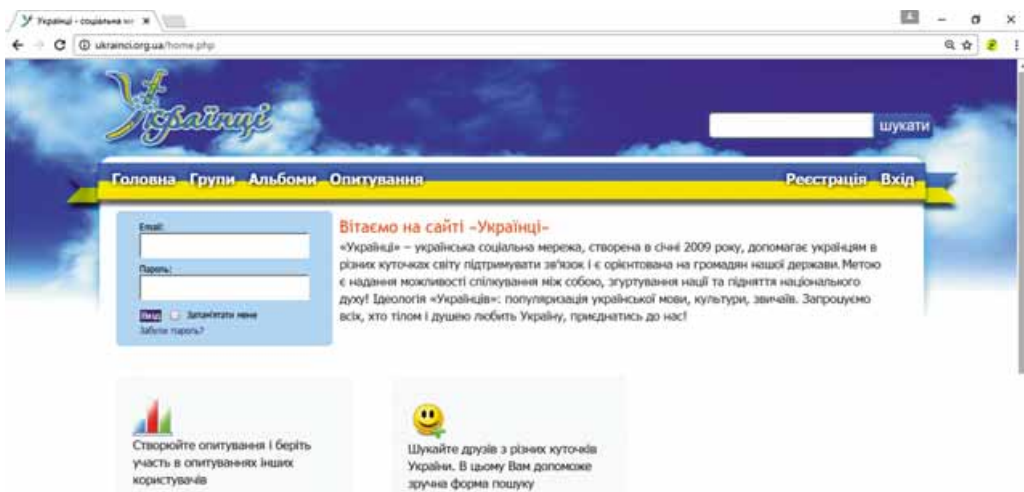 Українці - соціальна
ukrainci.org.ua/home.php
Українці
шукати
Головна Групи Альбоми Опитування
Реєстрація Вхід
Email:
Пароль:
Вхід Запам'ятати мене
Забули пароль?
Вітаємо на сайті «Українці»
«Українці» – українська соціальна мережа, створена в січні 2009 року, допомагає українцям в
різних куточках світу підтримувати зв'язок і є орієнтована на громадян нашої держави. Метою
є надання можливості спілкування між собою, згуртування нації та підняття національного
духу! Ідеологія «Українців»: популяризація української мови, культури, звичаїв. Запрошуємо
всіх, хто тілом і душею любить Україну, приєднатись до нас!
Створюйте опитування і беріть
участь в опитуваннях інших
користувачів
Шукайте друзів з різних куточків
України. В цьому Вам допоможе
зручна форма пошуку